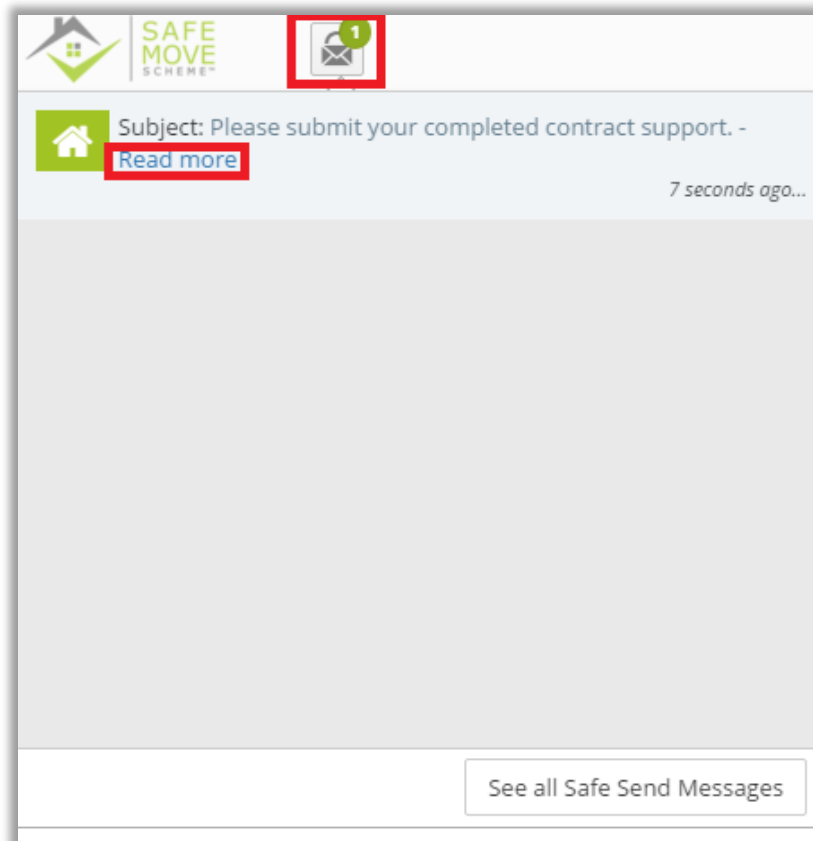 SAFE
MOVE
SCHEME™
1
Subject: Please submit your completed contract support. -
Read more
7 seconds ago...
See all Safe Send Messages